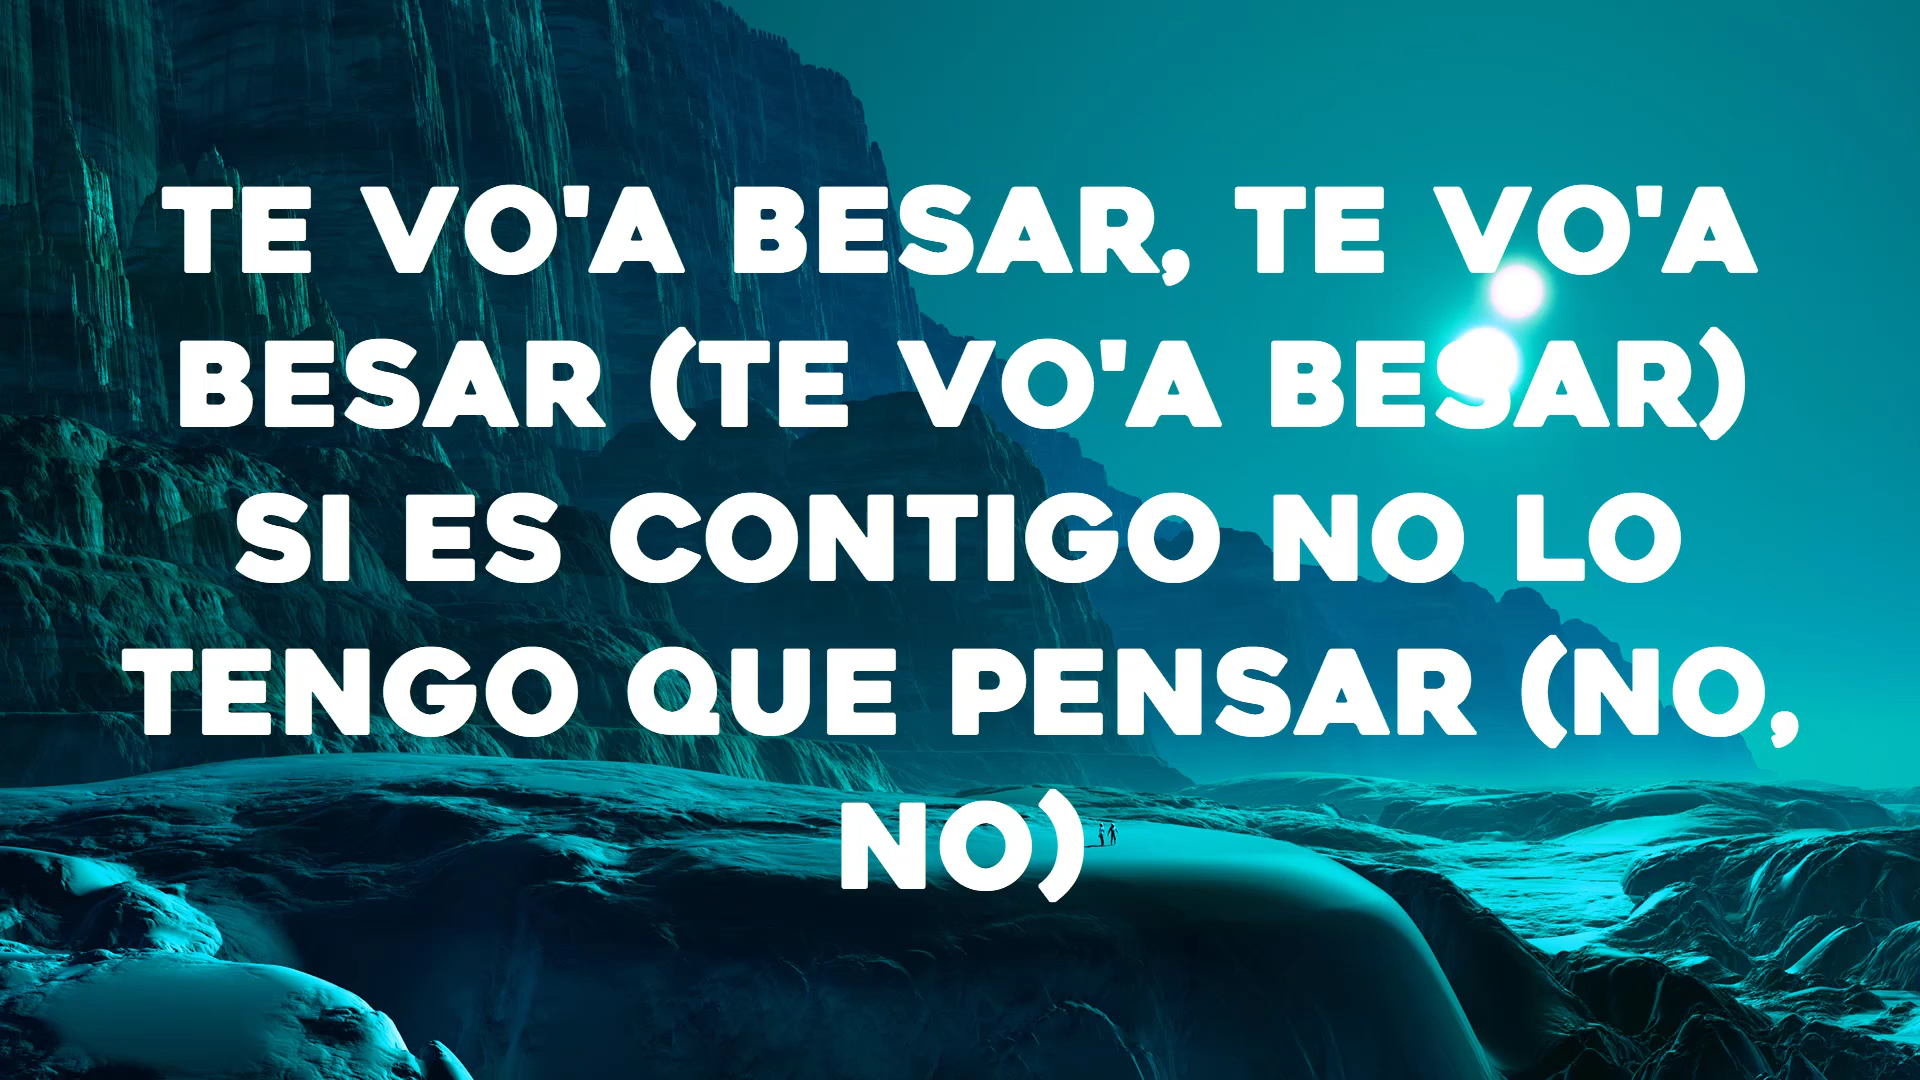 TE VO'A BESAR, TE VO'A
BESAR (TE VO'A BESAR)
SI ES CONTIGO NO LO
TENGO QUE PENSAR (NO,
NO)